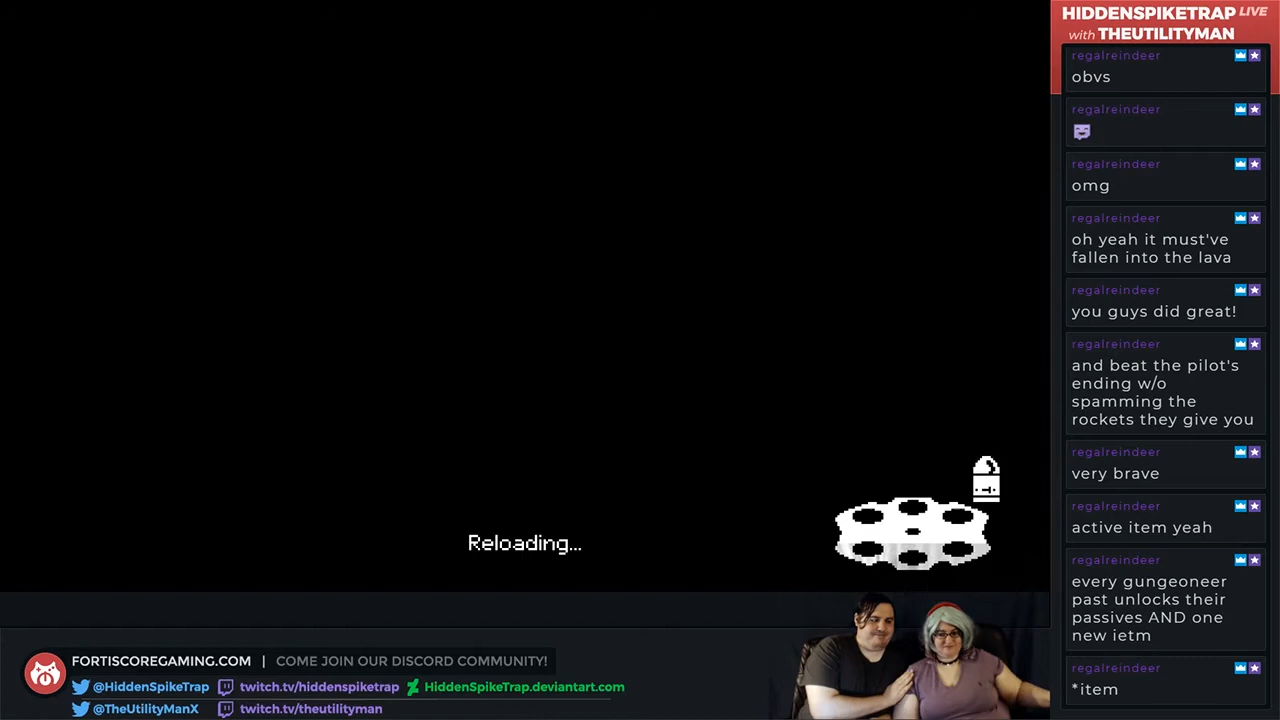 HIDDENSPIKETRAP LIVE
with THEUTILITYMAN
regalreindeer
obvs
regalreindeer
regalreindeer
omg
regalreindeer
oh yeah it must've
fallen into the lava
regalreindeer
you guys did great!
regalreindeer
and beat the pilot's
ending w/o
spamming the
rockets they give you
regalreindeer
very brave
regalreindeer
active item yeah
regalreindeer
every gungeoneer
past unlocks their
passives AND one
new ietm
regalreindeer
*item
Reloading...
FORTISCOREGAMING.COM | COME JOIN OUR DISCORD COMMUNITY!
@HiddenSpikeTrap twitch.tv/hiddenspiketrap HiddenSpikeTrap.deviantart.com
@TheUtilityManX twitch.tv/theutilityman